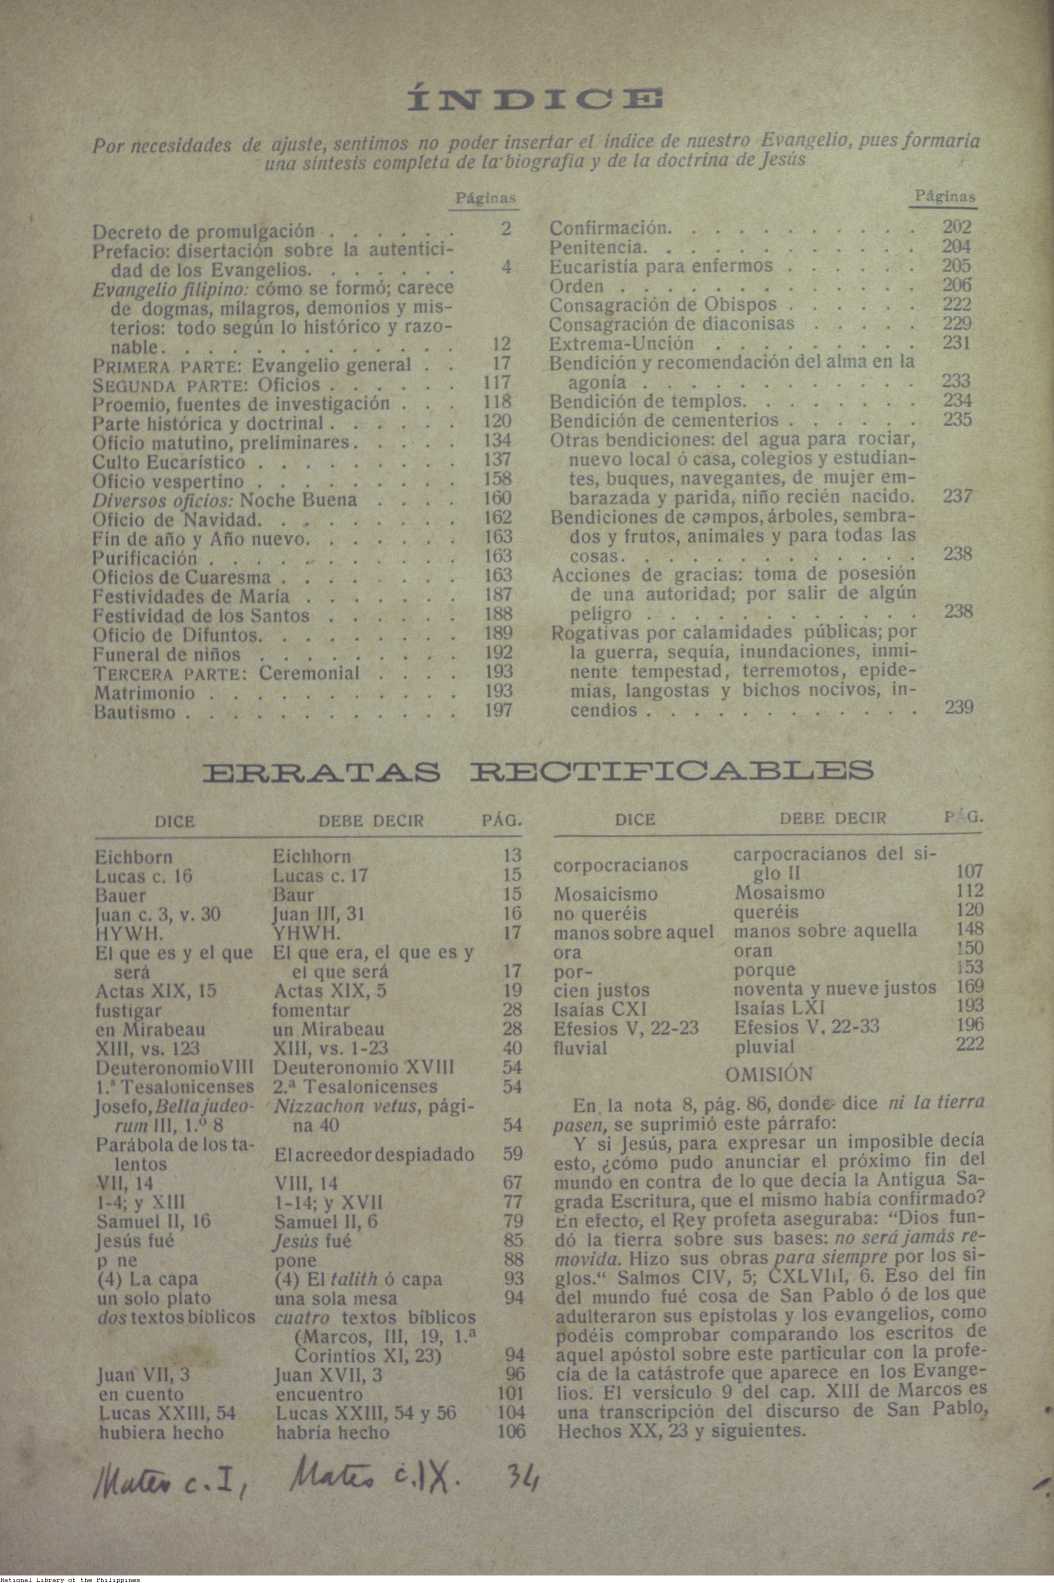 ÍNDICE
Por necesidades de ajuste, sentimos no poder insertar el índice de nuestro Evangelio, pues formaría
una síntesis completa de la biografía y de la doctrina de Jesús
Páginas
Decreto de promulgación . . . . . . 2
Prefacio: disertación sobre la autentici-
dad de los Evangelios. . . . . . . 4
Evangelio filipino: cómo se formó; carece
de dogmas, milagros, demonios y mis-
terios: todo según lo histórico y razo-
nable. . . . . . . . . . . . . 12
PRIMERA PARTE: Evangelio general . . 17
SEGUNDA PARTE: Oficios . . . . . . 117
Proemio, fuentes de investigación . . . 118
Parte histórica y doctrinal . . . . . . 120
Oficio matutino, preliminares. . . . . 134
Culto Eucarístico . . . . . . . . . 137
Oficio vespertino . . . . . . . . . 158
Diversos oficios: Noche Buena . . . . 160
Oficio de Navidad. . . . . . . . . 162
Fin de año y Año nuevo. . . . . . . 163
Purificación . . . . . . . . . . . 163
Oficios de Cuaresma . . . . . . . . 163
Festividades de María . . . . . . . 187
Festividad de los Santos . . . . . . 188
Oficio de Difuntos. . . . . . . . . 189
Funeral de niños . . . . . . . . . 192
TERCERA PARTE: Ceremonial . . . . 193
Matrimonio . . . . . . . . . . . 193
Bautismo . . . . . . . . . . . . 197
Páginas
Confirmación. . . . . . . . . . . 202
Penitencia. . . . . . . . . . . . 204
Eucaristía para enfermos . . . . . . 205
Orden . . . . . . . . . . . . . 206
Consagración de Obispos . . . . . . 222
Consagración de diaconisas . . . . . 229
Extrema-Unción . . . . . . . . . 231
Bendición y recomendación del alma en la
agonía . . . . . . . . . . . . 233
Bendición de templos. . . . . . . . 234
Bendición de cementerios . . . . . . 235
Otras bendiciones: del agua para rociar,
nuevo local ó casa, colegios y estudian-
tes, buques, navegantes, de mujer em-
barazada y parida, niño recién nacido. 237
Bendiciones de campos, árboles, sembra-
dos y frutos, animales y para todas las
cosas. . . . . . . . . . . . . 238
Acciones de gracias: toma de posesión
de una autoridad; por salir de algún
peligro . . . . . . . . . . . . 238
Rogativas por calamidades públicas; por
la guerra, sequía, inundaciones, inmi-
nente tempestad, terremotos, epide-
mias, langostas y bichos nocivos, in-
cendios . . . . . . . . . . . . 239
ERRATAS RECTIFICABLES
DICE DEBE DECIR PÁG.
Eichborn Eichhorn 13
Lucas c. 16 Lucas c. 17 15
Bauer Baur 15
Juan c. 3, v. 30 Juan III, 31 16
HYWH. YHWH. 17
El que es y el que El que era, el que es y
será el que será 17
Actas XIX, 15 Actas XIX, 5 19
fustigar fomentar 28
en Mirabeau un Mirabeau 28
XIII, vs. 123 XIII, vs. 1-23 40
Deuteronomio VIII Deuteronomio XVIII 54
1.ª Tesalonicenses 2.ª Tesalonicenses 54
Josefo, Bella judeo- Nizzachon vetus, pági-
rum III, 1.º 8 na 40 54
Parábola de los ta-
lentos El acreedor despiadado 59
VII, 14 VIII, 14 67
1-4; y XIII 1-14; y XVII 77
Samuel II, 16 Samuel II, 6 79
Jesús fué Jesús fué 85
p ne pone 88
(4) La capa (4) El talith ó capa 93
un solo plato una sola mesa 94
dos textos bíblicos cuatro textos bíblicos
(Marcos, III, 19, 1.ª
Corintios XI, 23) 94
Juan VII, 3 Juan XVII, 3 96
en cuento encuentro 101
Lucas XXIII, 54 Lucas XXIII, 54 y 56 104
hubiera hecho habría hecho 106
Mateo c. I, Mateo c. IX. 34
DICE DEBE DECIR PÁG.
corpocracianos carpocracianos del si-
glo II 107
Mosaicismo Mosaismo 112
no queréis queréis 120
manos sobre aquel manos sobre aquella 148
ora oran 150
por- porque 153
cien justos noventa y nueve justos 169
Isaías CXI Isaías LXI 193
Efesios V, 22-23 Efesios V, 22-33 196
fluvial pluvial 222
OMISIÓN
En la nota 8, pág. 86, donde dice ni la tierra
pasen, se suprimió este párrafo:
Y si Jesús, para expresar un imposible decía
esto, ¿cómo pudo anunciar el próximo fin del
mundo en contra de lo que decía la Antigua Sa-
grada Escritura, que el mismo había confirmado?
En efecto, el Rey profeta aseguraba: “Dios fun-
dó la tierra sobre sus bases: no será jamás re-
movida. Hizo sus obras para siempre por los si-
glos.“ Salmos CIV, 5; CXLVIII, 6. Eso del fin
del mundo fué cosa de San Pablo ó de los que
adulteraron sus epístolas y los evangelios, como
podéis comprobar comparando los escritos de
aquel apóstol sobre este particular con la profe-
cía de la catástrofe que aparece en los Evange-
lios. El versículo 9 del cap. XIII de Marcos es
una transcripción del discurso de San Pablo,
Hechos XX, 23 y siguientes.
National Library of the Philippines